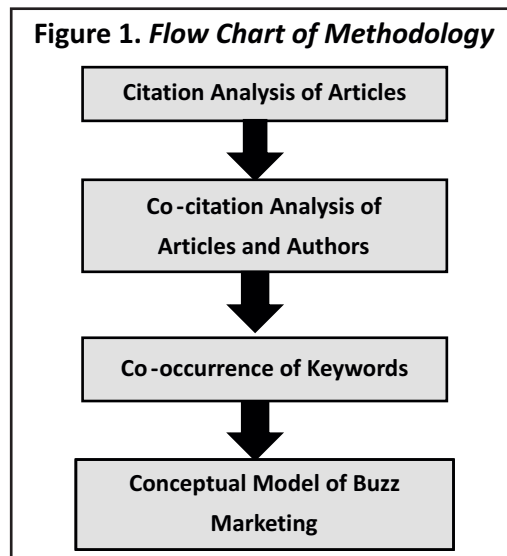 Figure 1. Flow Chart of Methodology
Citation Analysis of Articles
Co-citation Analysis of
Articles and Authors
Co-occurrence of Keywords
Conceptual Model of Buzz
Marketing